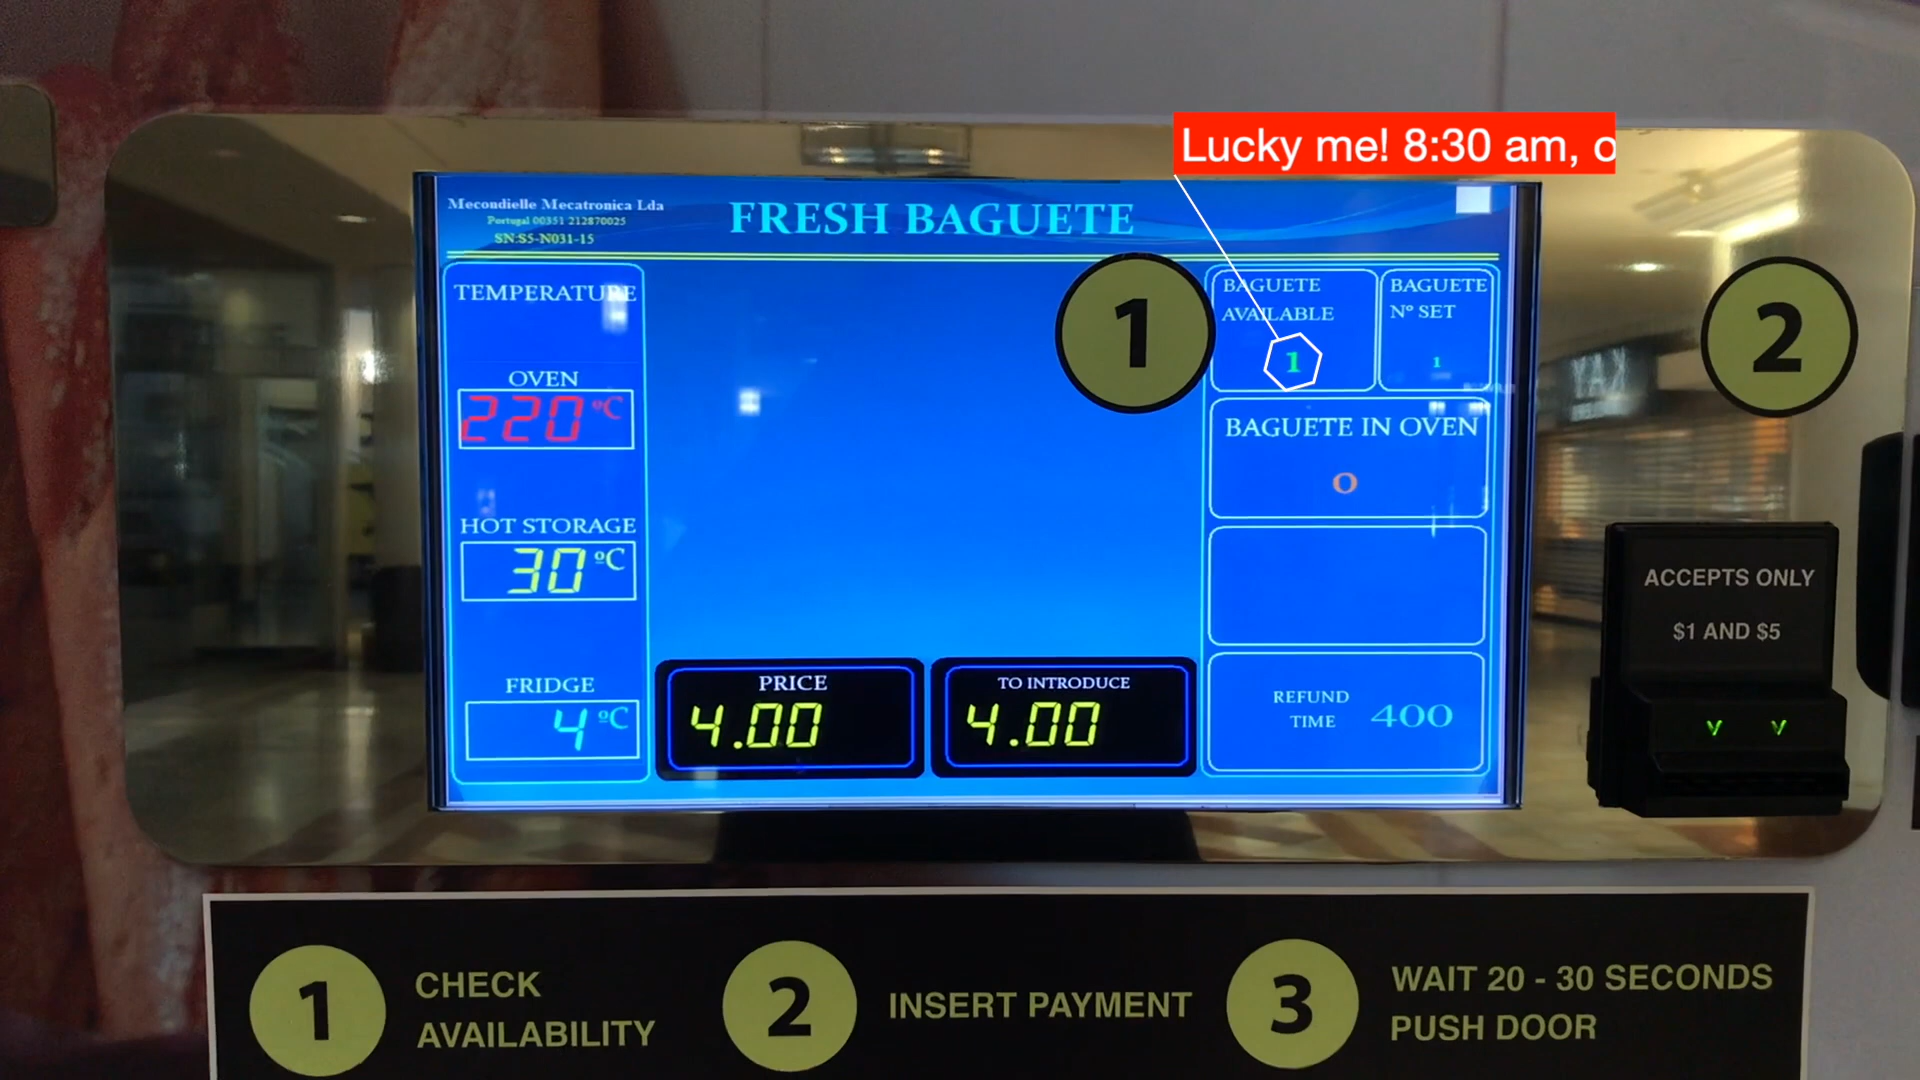 Lucky me! 8:30 am, o
Mecondielle Mecatronica Lda
Portugal 00351 212870025
SN:S5-N031-15
FRESH BAGUETE
TEMPERATURE
OVEN
220 ºC
HOT STORAGE
30 ºC
FRIDGE
4 ºC
PRICE
4.00
TO INTRODUCE
4.00
1
BAGUETE
AVAILABLE
1
BAGUETE
Nº SET
1
BAGUETE IN OVEN
0
REFUND
TIME
400
2
ACCEPTS ONLY
$1 AND $5
1
CHECK
AVAILABILITY
2
INSERT PAYMENT
3
WAIT 20 - 30 SECONDS
PUSH DOOR